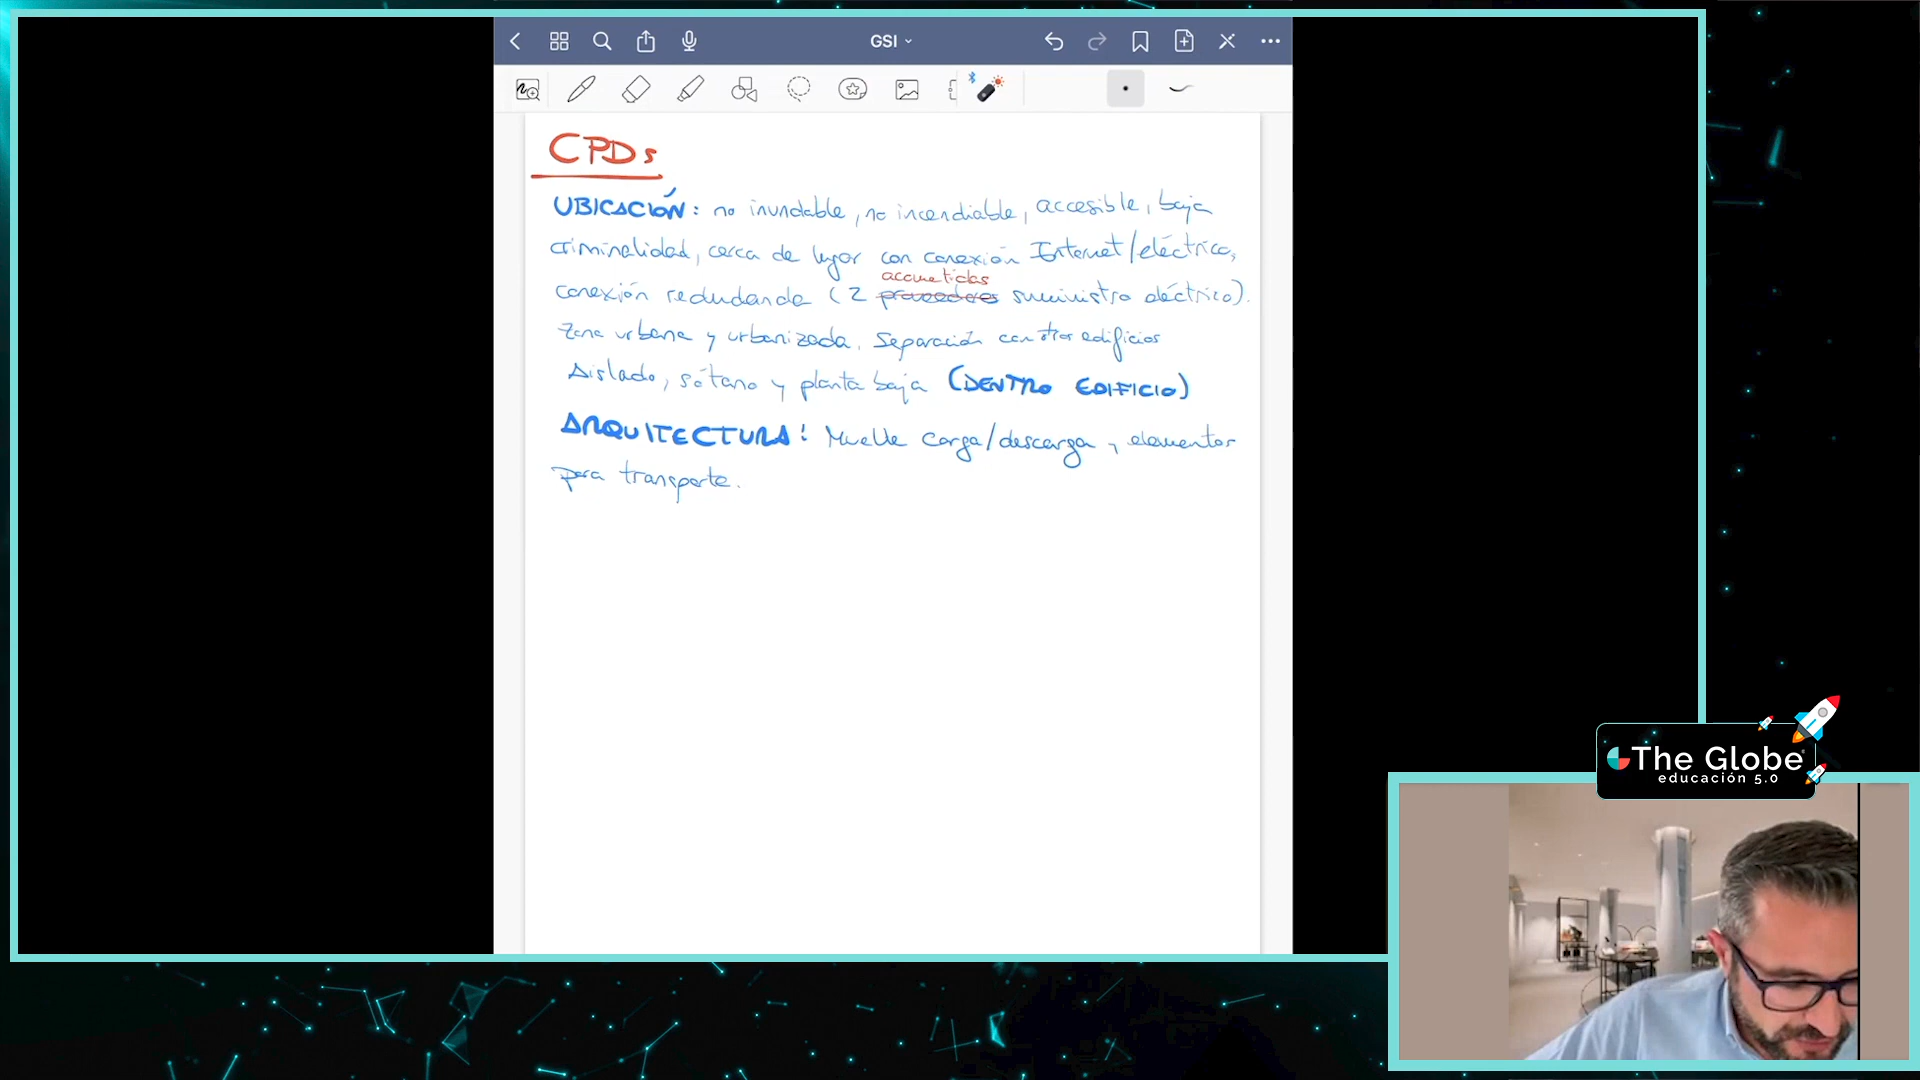 GSI
CPDs
UBICACIÓN: no inundable, no incendiable, accesible, baja
criminalidad, cerca de lugar con conexión Internet/eléctrica,
acometidas
conexión redundande (2 proveedores suministro eléctrico).
Zona urbana y urbanizada. Separación con otros edificios
Aislado, sótano y planta baja (DENTRO EDIFICIO)
ARQUITECTURA: Muelle carga/descarga y elementos
para transporte.
The Globe
educación 5.0